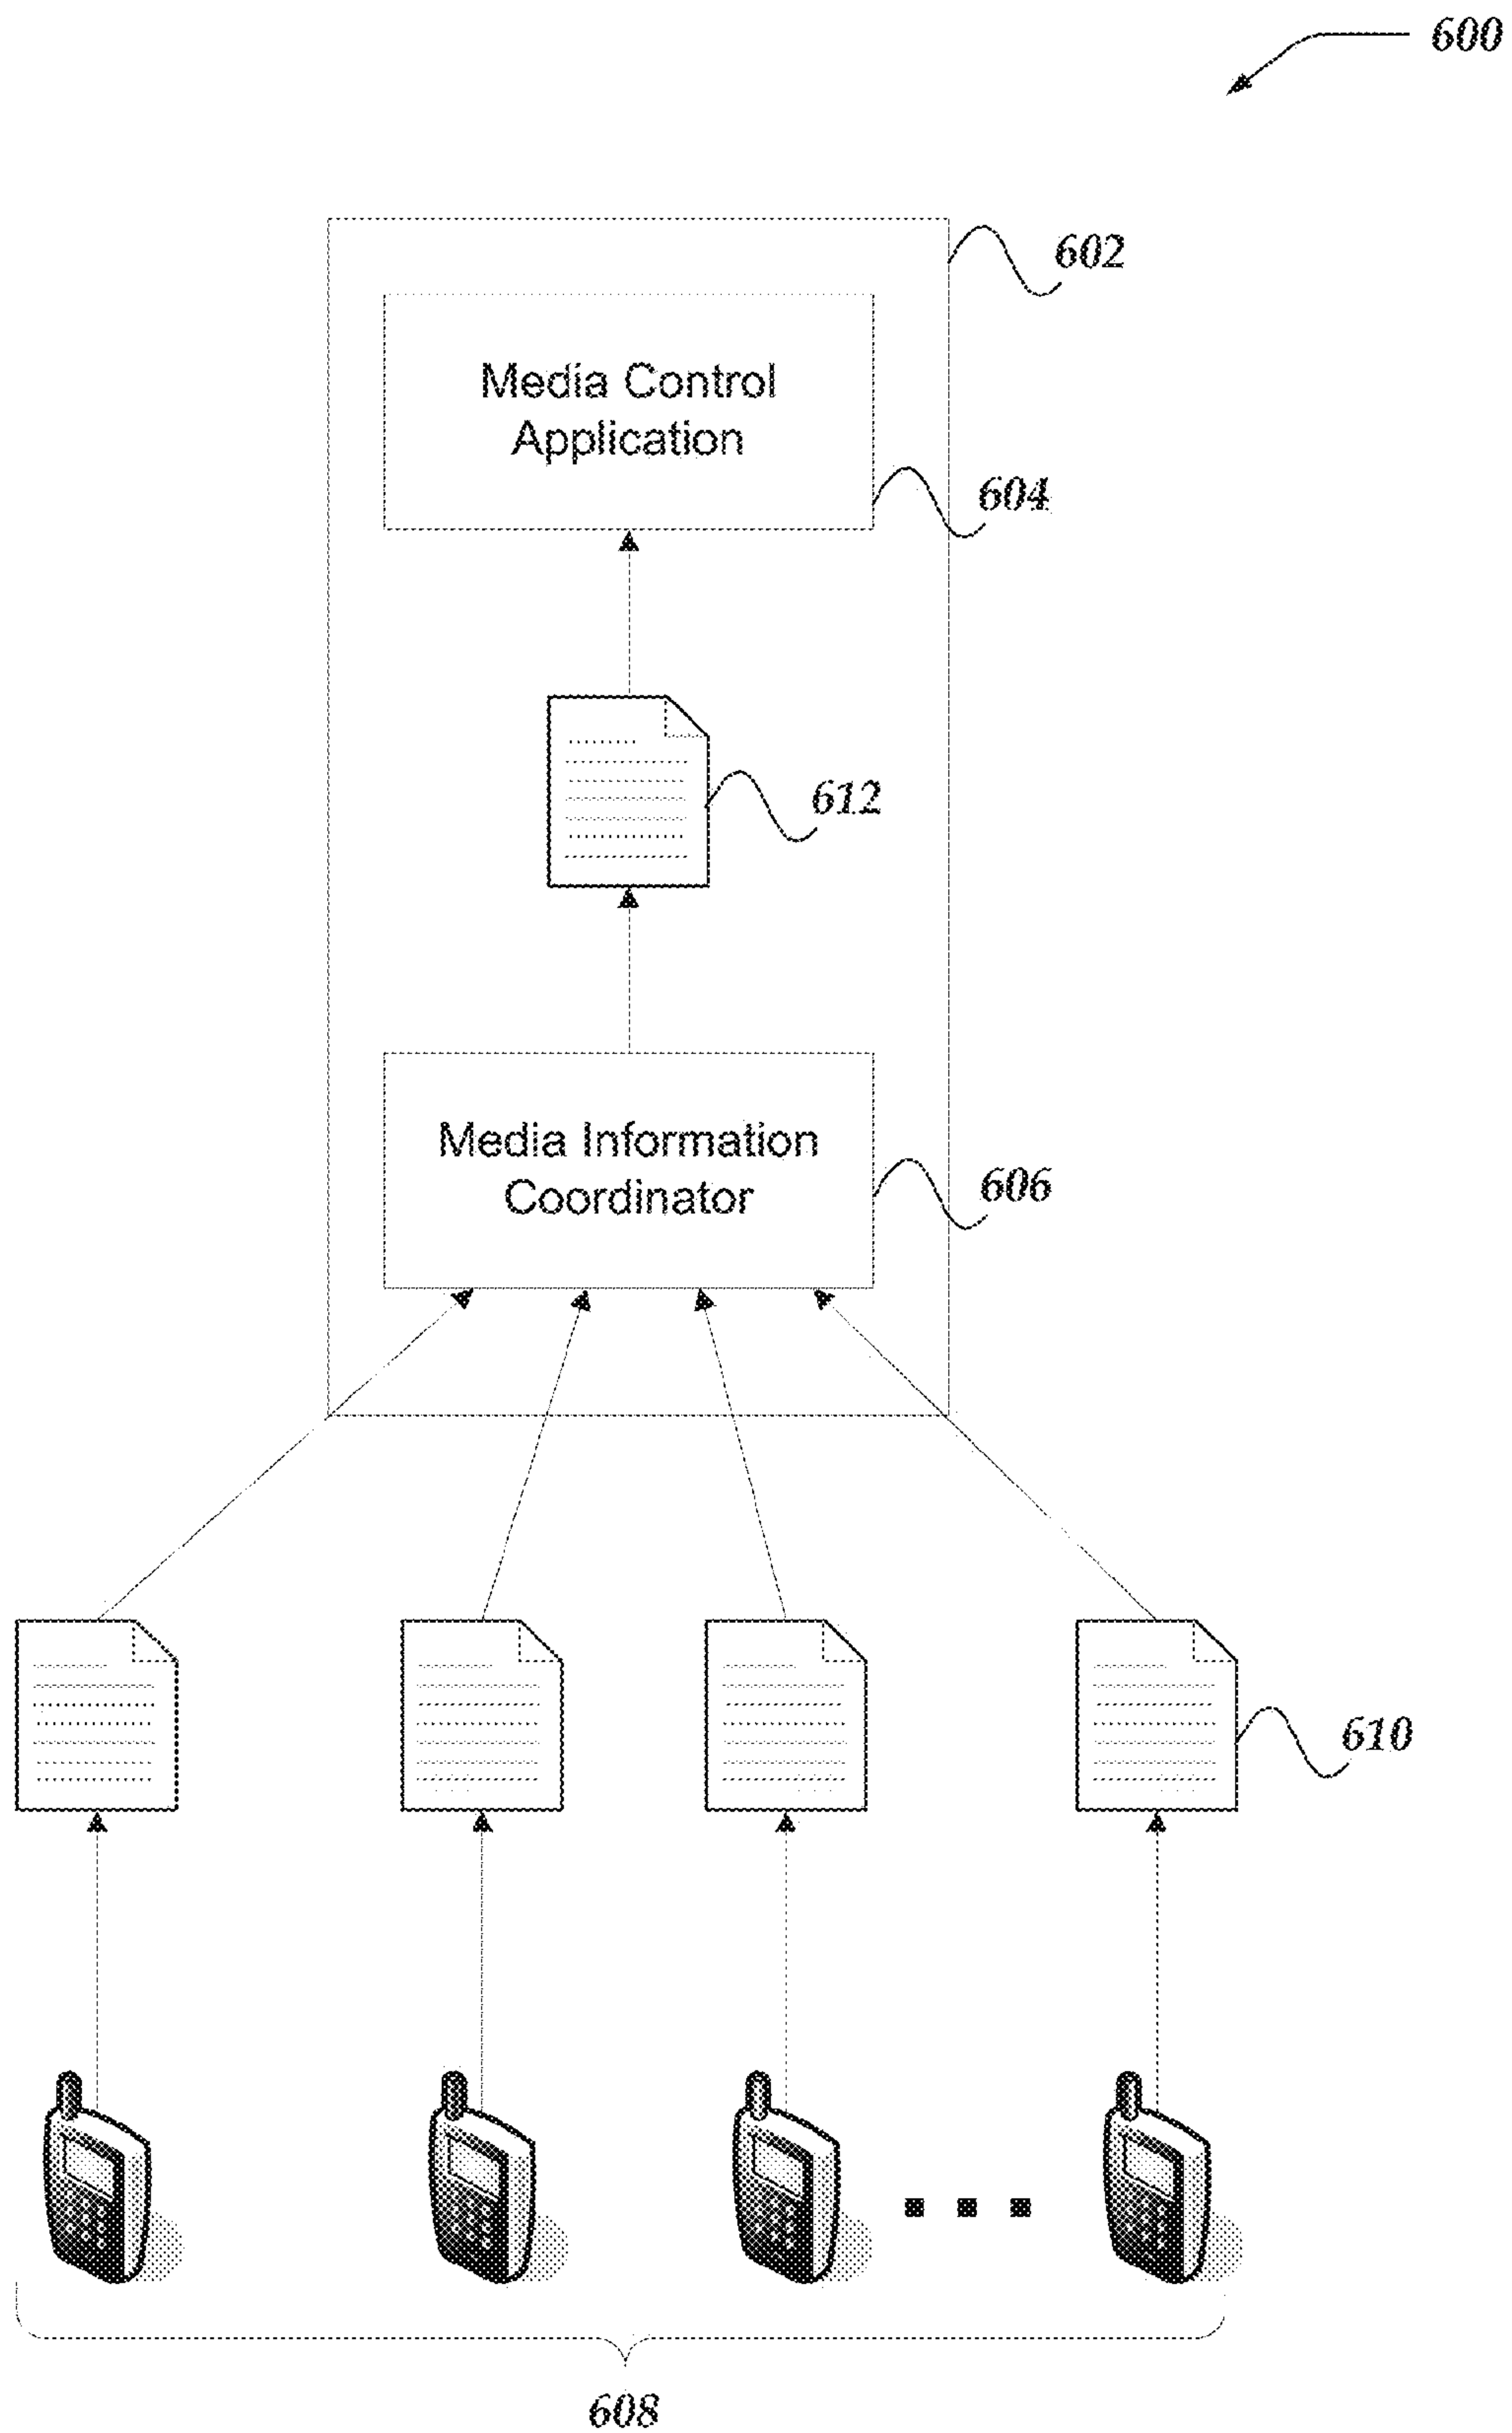 600
602
Media Control
Application
604
612
Media Information
Coordinator
606
610
608